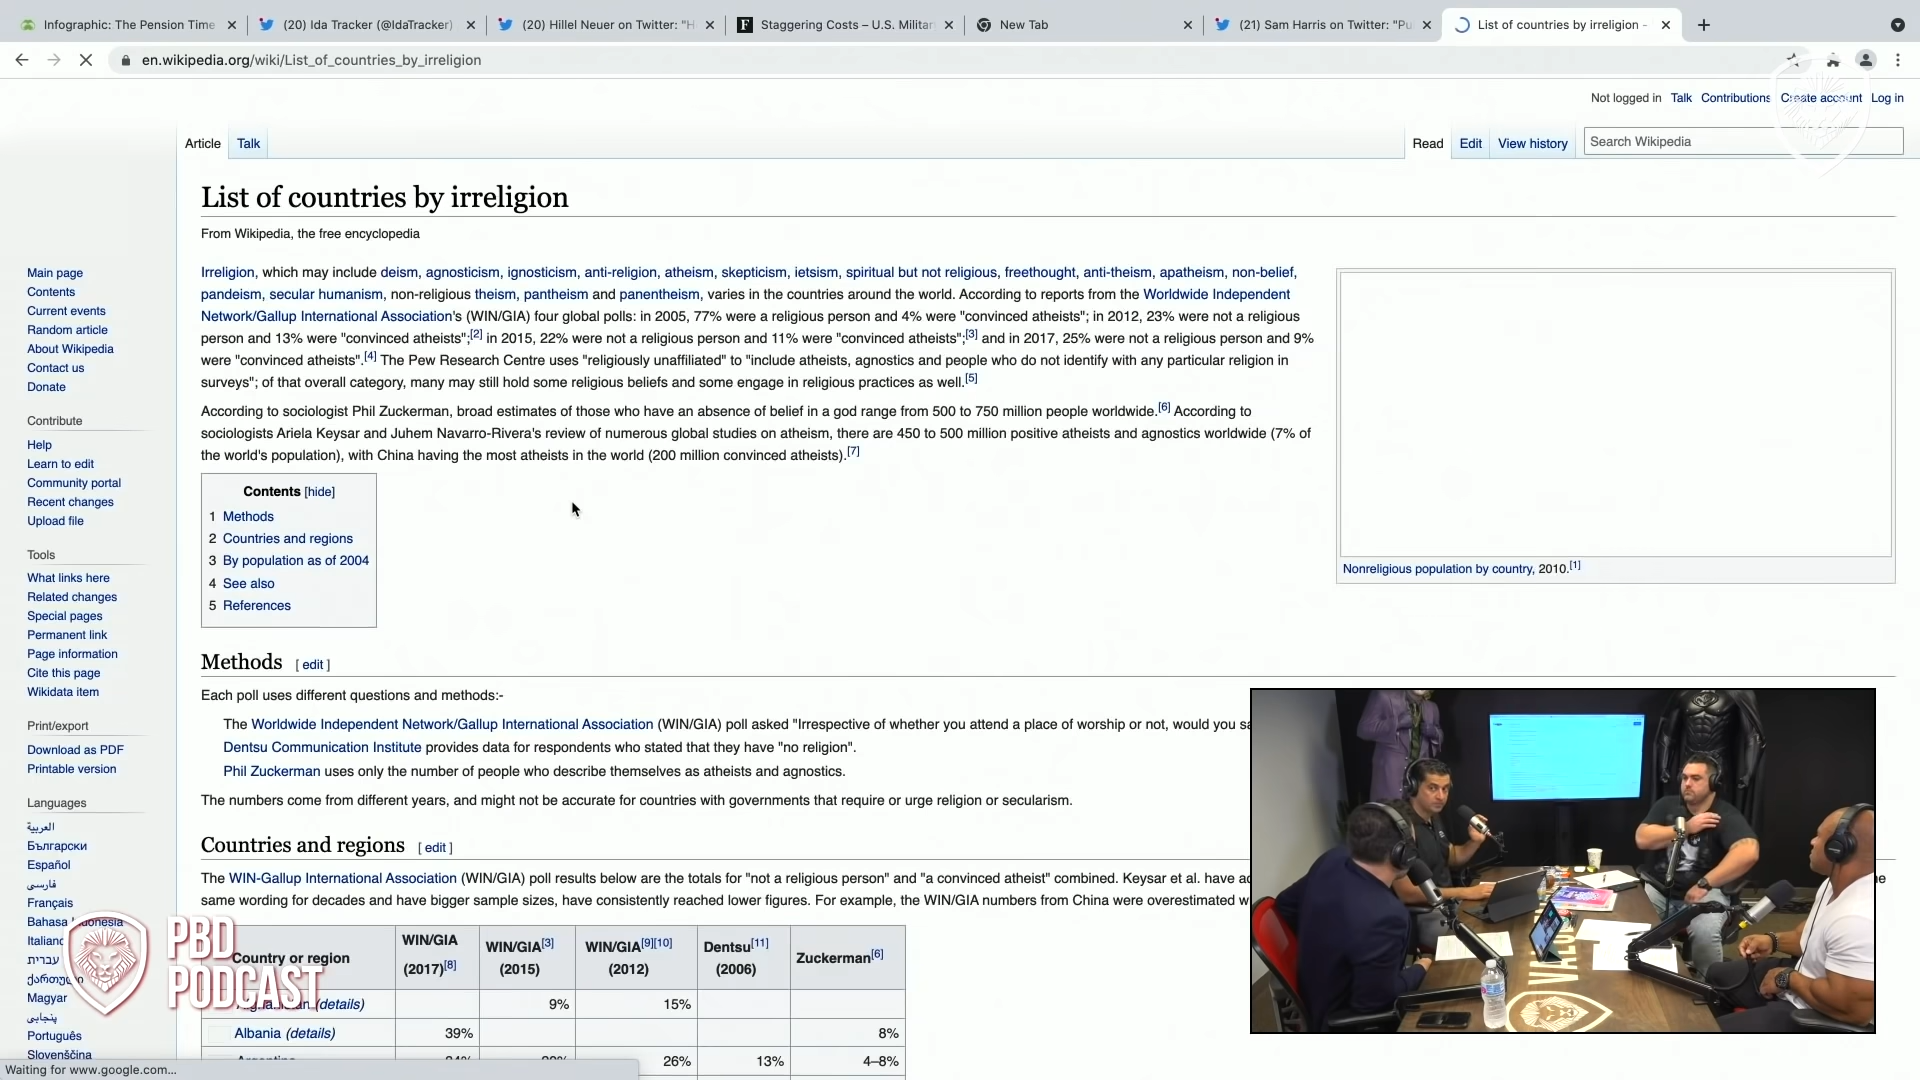 Infographic: The Pension Time
(20) Ida Tracker (@IdaTracker)
(20) Hillel Neuer on Twitter: "H
Staggering Costs – U.S. Militar
New Tab
(21) Sam Harris on Twitter: "Pu
List of countries by irreligion -
en.wikipedia.org/wiki/List_of_countries_by_irreligion
Not logged in Talk Contributions Create account Log in
Article Talk
Read Edit View history
Search Wikipedia
List of countries by irreligion
From Wikipedia, the free encyclopedia
Main page
Contents
Current events
Random article
About Wikipedia
Contact us
Donate
Contribute
Help
Learn to edit
Community portal
Recent changes
Upload file
Tools
What links here
Related changes
Special pages
Permanent link
Page information
Cite this page
Wikidata item
Print/export
Download as PDF
Printable version
Languages
العربية
Български
Español
فارسی
Français
Bahasa Indonesia
Italiano
עברית
ქართული
Magyar
پنجابی
Português
Slovenščina
Irreligion, which may include deism, agnosticism, ignosticism, anti-religion, atheism, skepticism, ietsism, spiritual but not religious, freethought, anti-theism, apatheism, non-belief,
pandeism, secular humanism, non-religious theism, pantheism and panentheism, varies in the countries around the world. According to reports from the Worldwide Independent
Network/Gallup International Association's (WIN/GIA) four global polls: in 2005, 77% were a religious person and 4% were "convinced atheists"; in 2012, 23% were not a religious
person and 13% were "convinced atheists";[2] in 2015, 22% were not a religious person and 11% were "convinced atheists";[3] and in 2017, 25% were not a religious person and 9%
were "convinced atheists".[4] The Pew Research Centre uses "religiously unaffiliated" to "include atheists, agnostics and people who do not identify with any particular religion in
surveys"; of that overall category, many may still hold some religious beliefs and some engage in religious practices as well.[5]
According to sociologist Phil Zuckerman, broad estimates of those who have an absence of belief in a god range from 500 to 750 million people worldwide.[6] According to
sociologists Ariela Keysar and Juhem Navarro-Rivera's review of numerous global studies on atheism, there are 450 to 500 million positive atheists and agnostics worldwide (7% of
the world's population), with China having the most atheists in the world (200 million convinced atheists).[7]
Nonreligious population by country, 2010.[1]
Contents [hide]
1 Methods
2 Countries and regions
3 By population as of 2004
4 See also
5 References
Methods [ edit ]
Each poll uses different questions and methods:-
The Worldwide Independent Network/Gallup International Association (WIN/GIA) poll asked "Irrespective of whether you attend a place of worship or not, would you sa
Dentsu Communication Institute provides data for respondents who stated that they have "no religion".
Phil Zuckerman uses only the number of people who describe themselves as atheists and agnostics.
The numbers come from different years, and might not be accurate for countries with governments that require or urge religion or secularism.
Countries and regions [ edit ]
The WIN-Gallup International Association (WIN/GIA) poll results below are the totals for "not a religious person" and "a convinced atheist" combined. Keysar et al. have ac
same wording for decades and have bigger sample sizes, have consistently reached lower figures. For example, the WIN/GIA numbers from China were overestimated w
Country or region WIN/GIA (2017)[8] WIN/GIA[3] (2015) WIN/GIA[9][10] (2012) Dentsu[11] (2006) Zuckerman[6]
Afghanistan (details) 9% 15%
Albania (details) 39% 8%
Argentina 26% 13% 4–8%
PBD
PODCAST
Waiting for www.google.com...